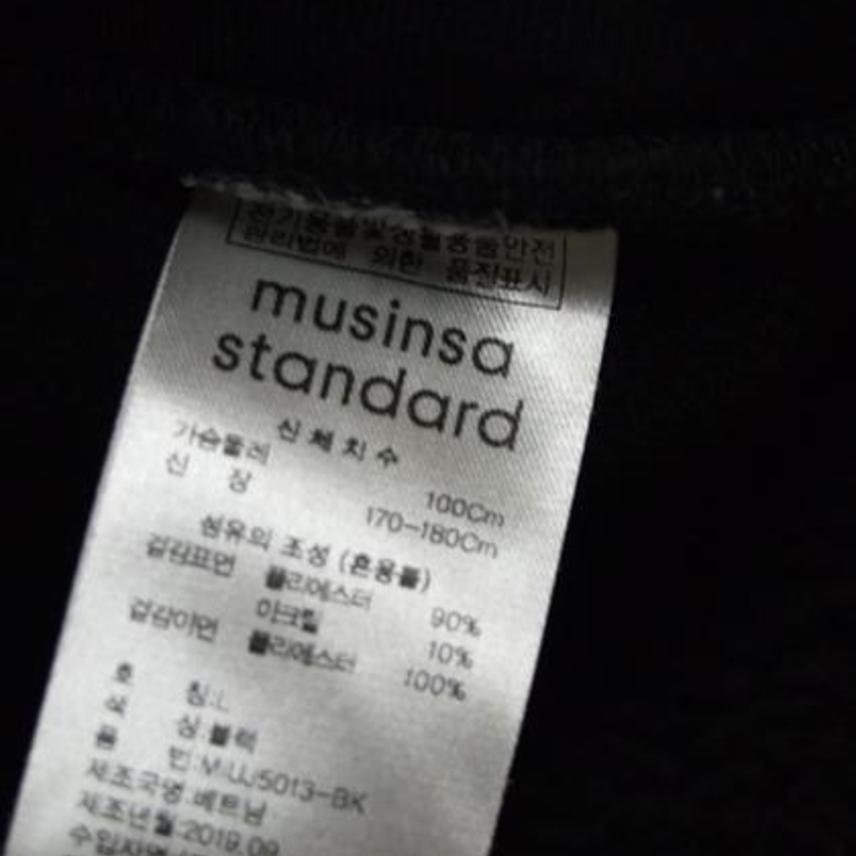 전기용품 및 생활용품안전
관리법에 의한 품질표시
musinsa
standard
신체치수
가슴둘레 100Cm
신 장 170-180Cm
섬유의 조성 (혼용률)
겉감표면 폴리에스터 90%
아크릴 10%
겉감이면 폴리에스터 100%
호 칭:L
색 상:블랙
품 번:
제조국명:베트남
제조년월:2019.09